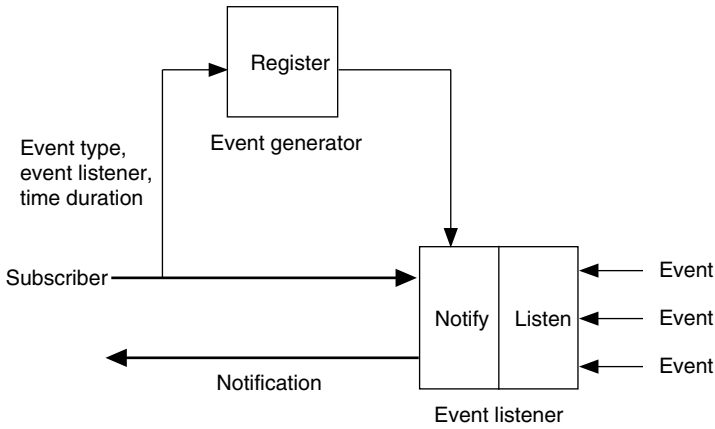 Register
Event generator
Event type,
event listener,
time duration
Subscriber
Notify
Listen
Event
Event
Event
Notification
Event listener